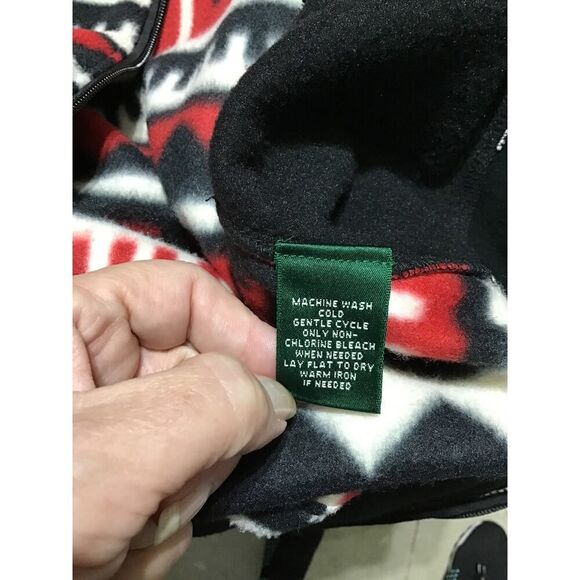 MACHINE WASH
COLD
GENTLE CYCLE
ONLY NON-
CHLORINE BLEACH
WHEN NEEDED
LAY FLAT TO DRY
WARM IRON
IF NEEDED